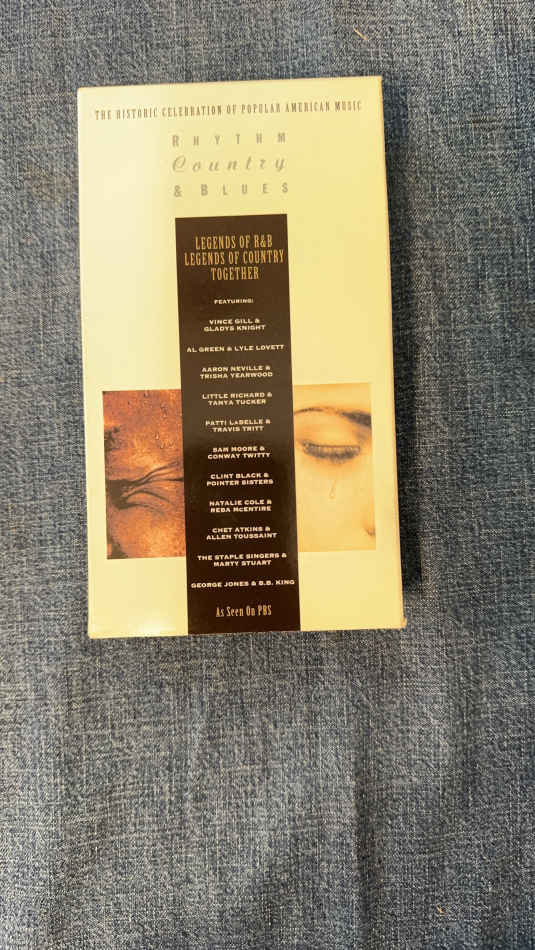 THE HISTORIC CELEBRATION OF POPULAR AMERICAN MUSIC
RHYTHM
Country
& BLUES
LEGENDS OF R&B
LEGENDS OF COUNTRY
TOGETHER
FEATURING:
VINCE GILL &
GLADYS KNIGHT
AL GREEN & LYLE LOVETT
AARON NEVILLE &
TRISHA YEARWOOD
LITTLE RICHARD &
TANYA TUCKER
PATTI LABELLE &
TRAVIS TRITT
SAM MOORE &
CONWAY TWITTY
CLINT BLACK &
POINTER SISTERS
NATALIE COLE &
REBA McENTIRE
CHET ATKINS &
ALLEN TOUSSAINT
THE STAPLE SINGERS &
MARTY STUART
GEORGE JONES & B.B. KING
As Seen On PBS